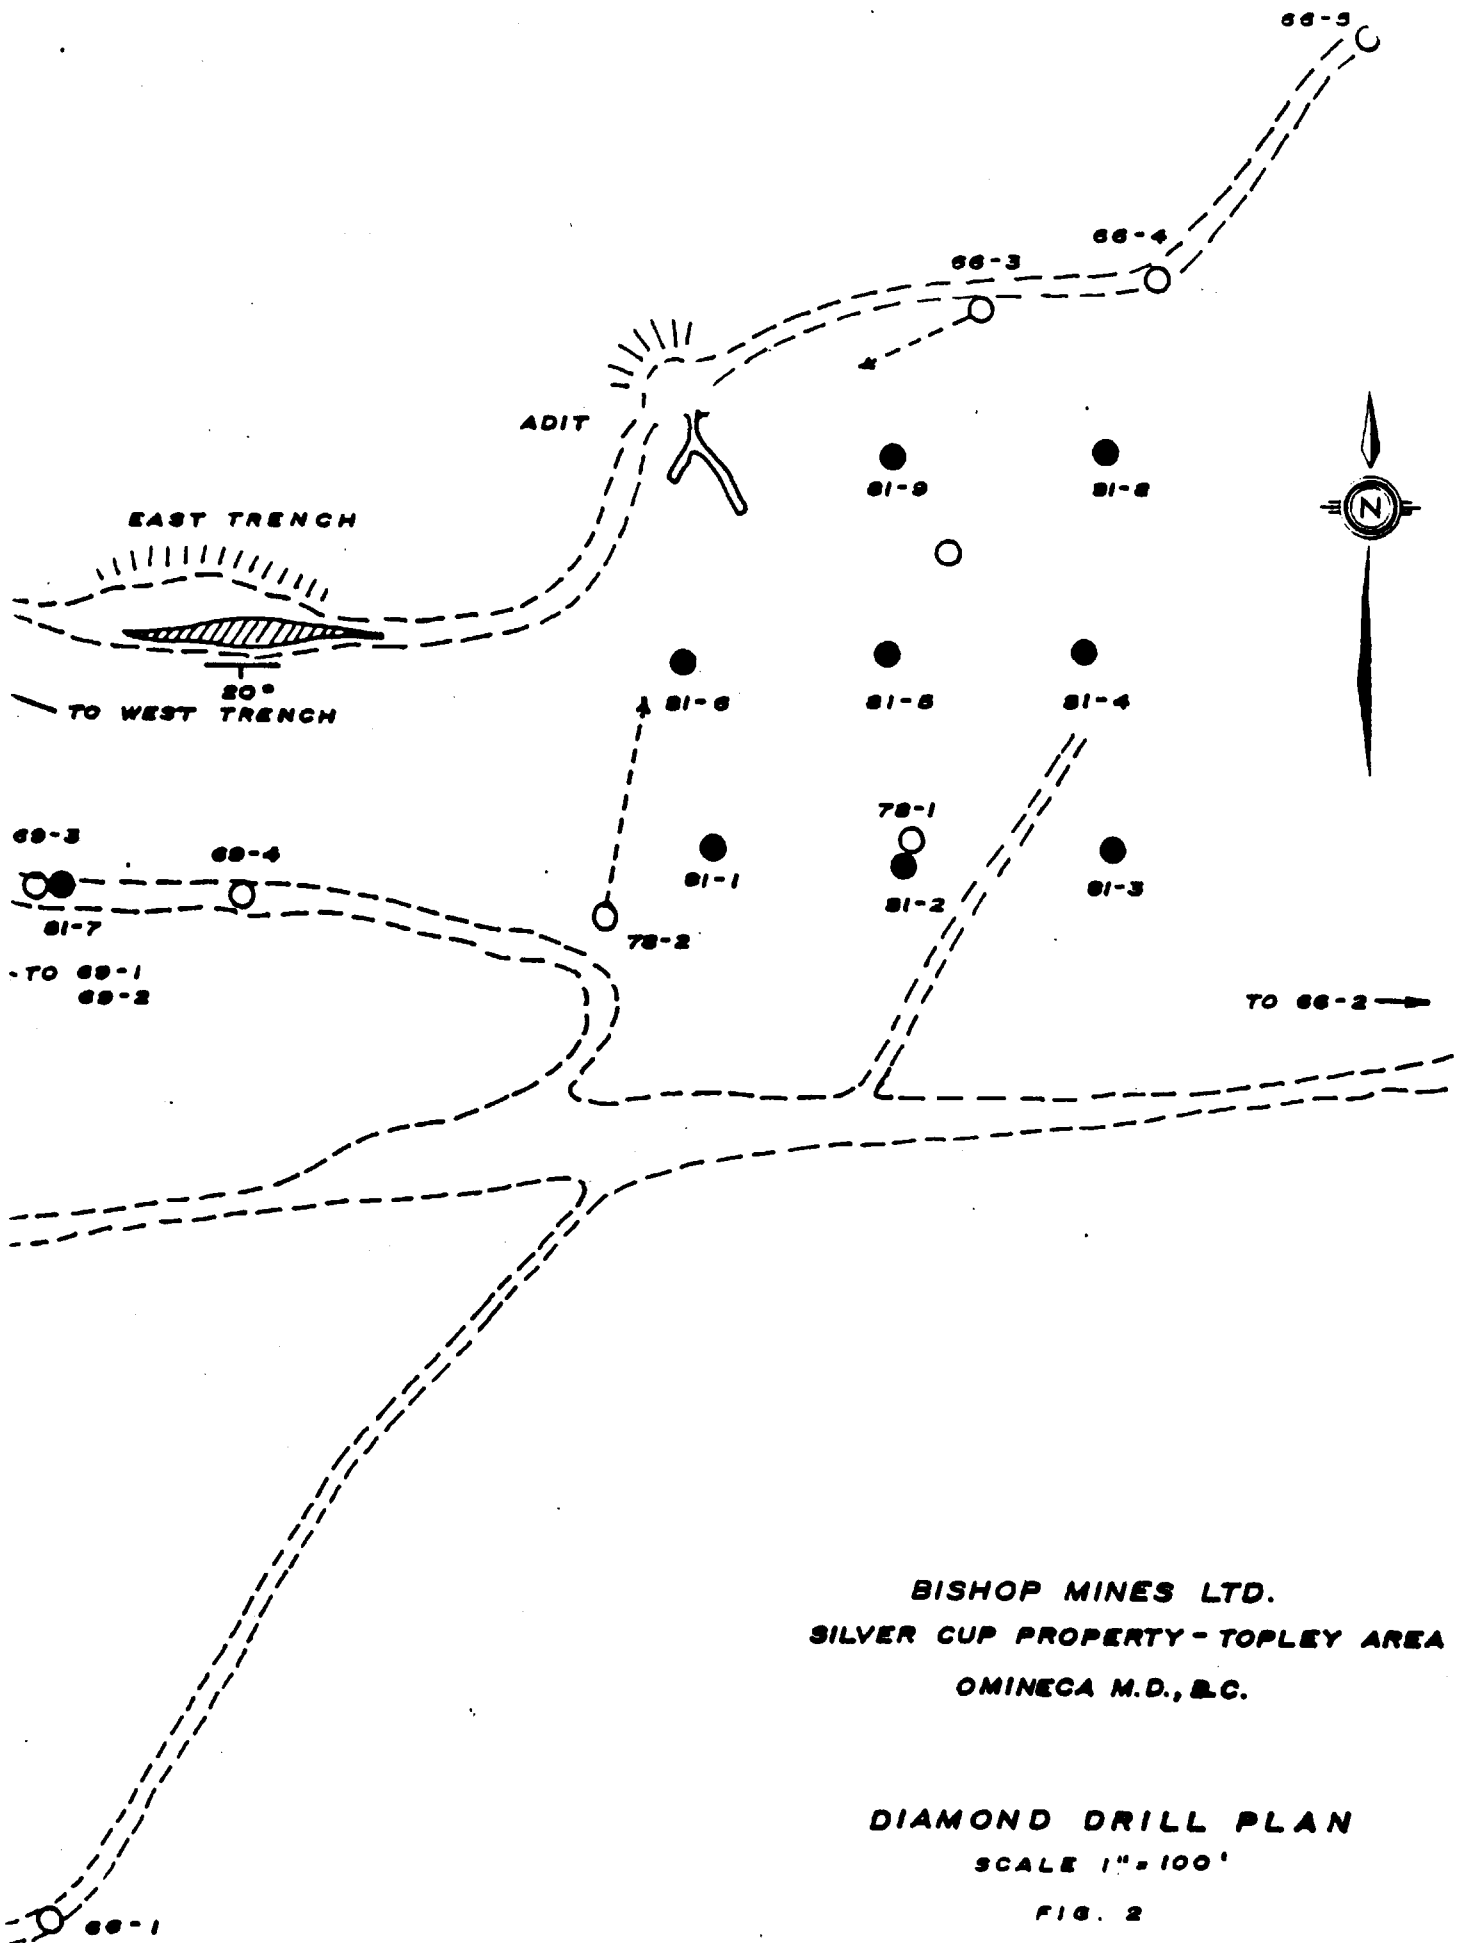 66-5
66-4
66-3
ADIT
81-9
81-8
N
EAST TRENCH
20°
TO WEST TRENCH
81-6
81-5
81-4
78-1
69-3
69-4
81-1
81-2
81-3
81-7
78-2
TO 69-1
69-2
TO 66-2
BISHOP MINES LTD.
SILVER CUP PROPERTY - TOPLEY AREA
OMINECA M.D., B.C.
DIAMOND DRILL PLAN
SCALE 1" = 100'
FIG. 2
66-1